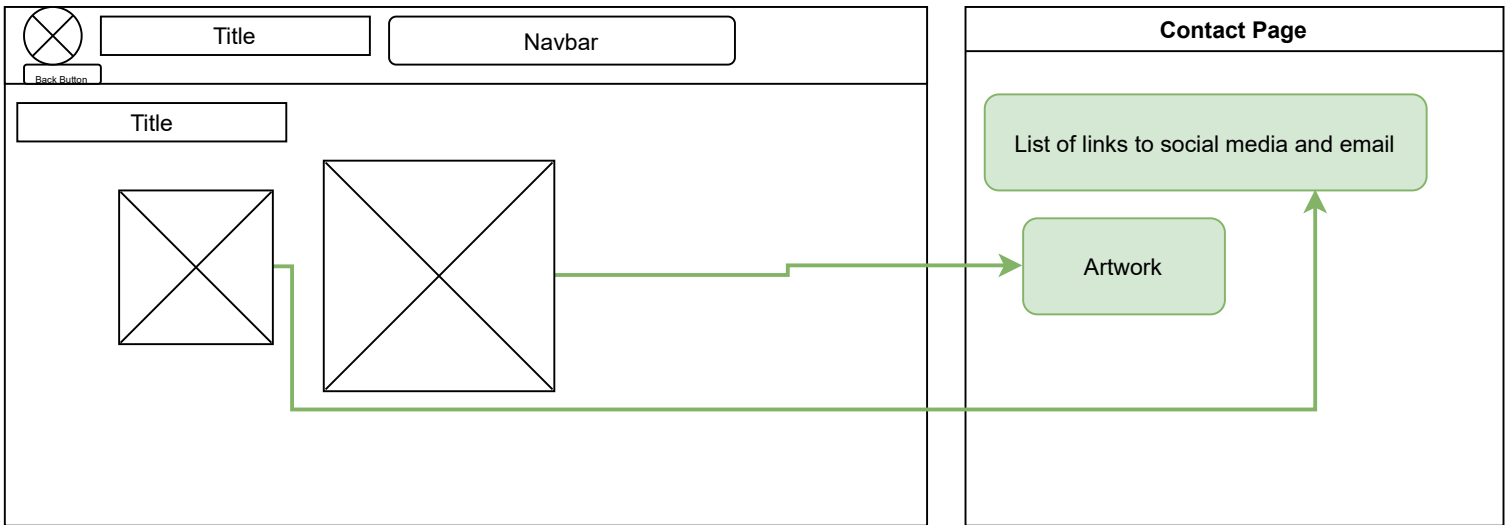 Title
Navbar
Back Button
Title
Contact Page
List of links to social media and email
Artwork